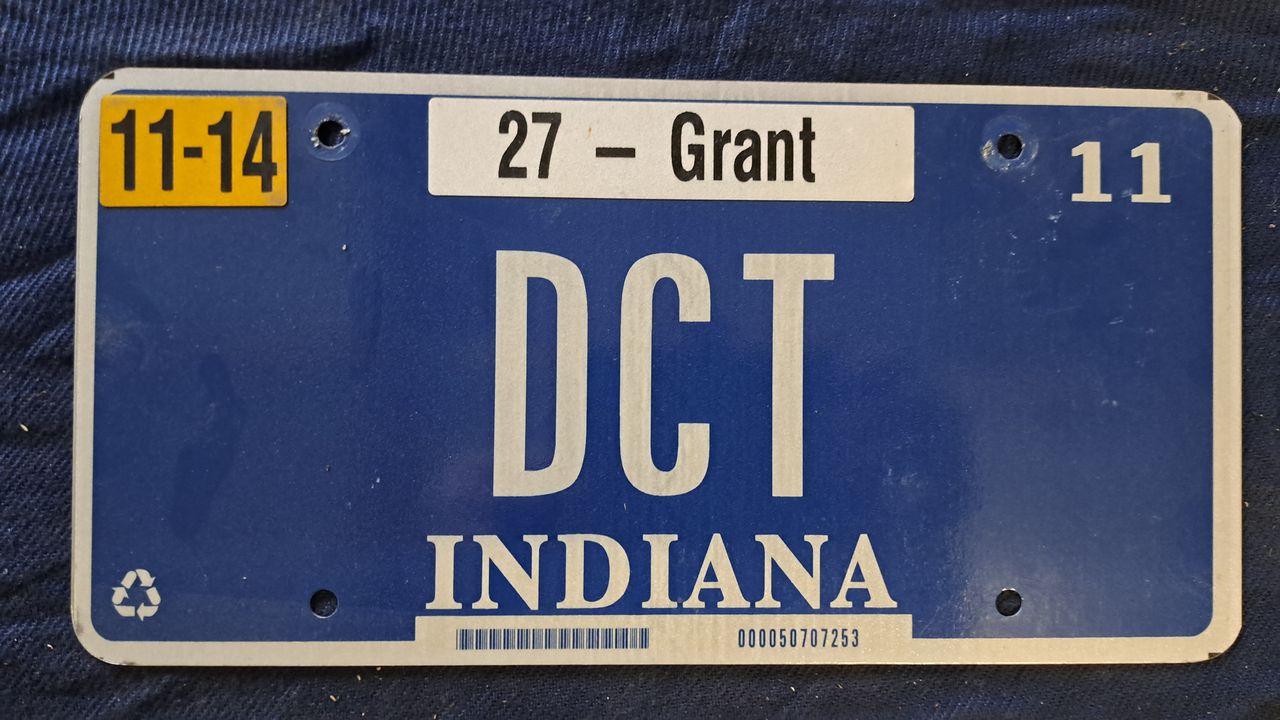 11-14
27 – Grant
11
DCT
INDIANA
000050707253